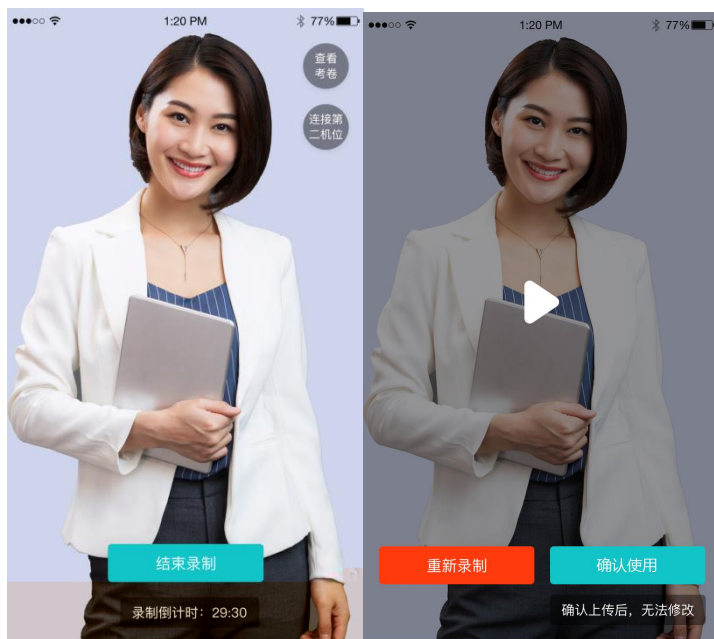 1:20 PM
77%
查看
考卷
连接第
二机位
结束录制
录制倒计时：29:30
1:20 PM
77%
重新录制
确认使用
确认上传后，无法修改